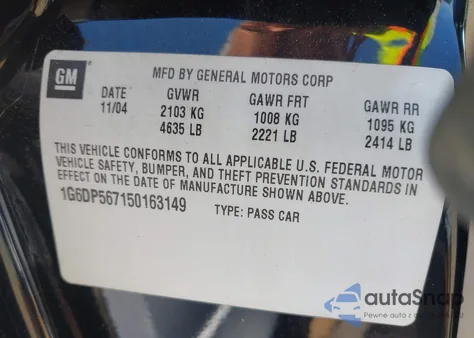 GM
MFD BY GENERAL MOTORS CORP
DATE GVWR GAWR FRT GAWR RR
11/04 2103 KG 1008 KG 1095 KG
4635 LB 2221 LB 2414 LB
THIS VEHICLE CONFORMS TO ALL APPLICABLE U.S. FEDERAL MOTOR
VEHICLE SAFETY, BUMPER, AND THEFT PREVENTION STANDARDS IN
EFFECT ON THE DATE OF MANUFACTURE SHOWN ABOVE.
1G6DP567150163149 TYPE: PASS CAR
autoSnap
Pewne auto z